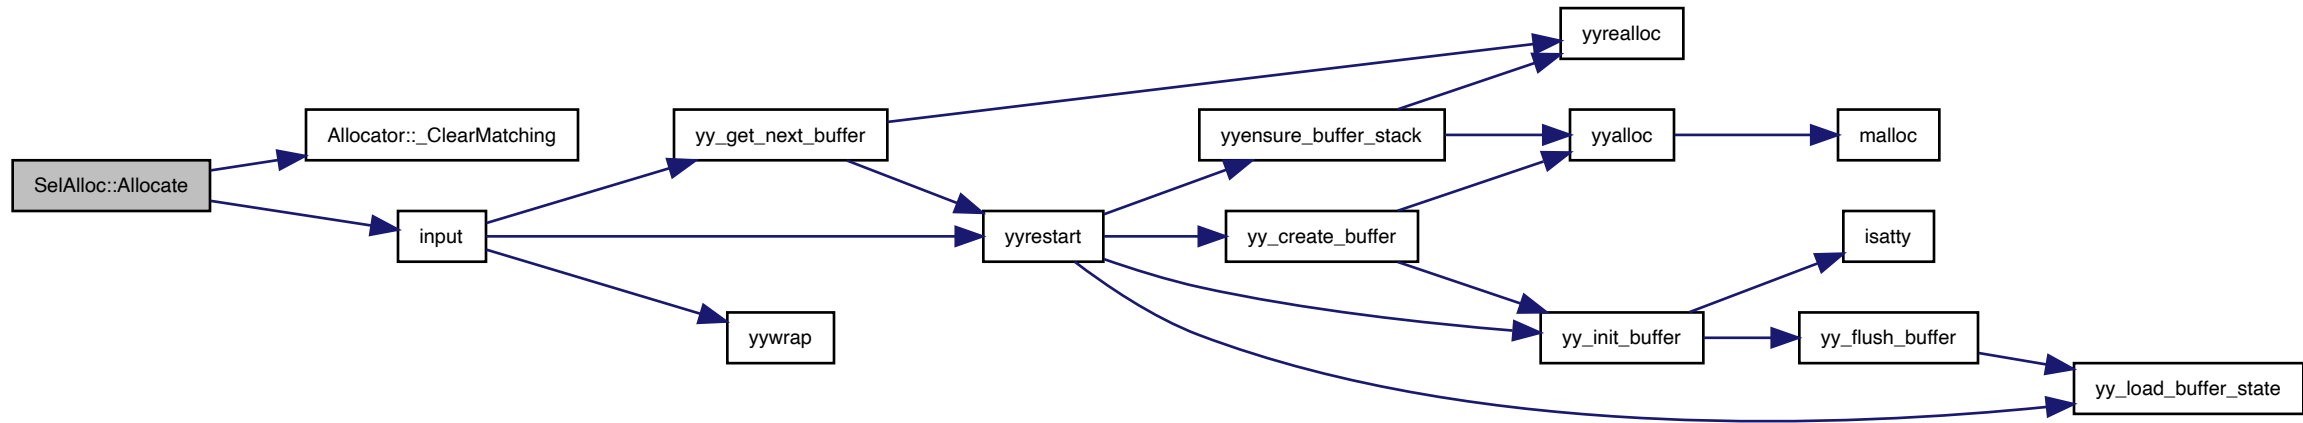 yyrealloc
Allocator::_ClearMatching
yy_get_next_buffer
yyensure_buffer_stack
yyalloc
malloc
SelAlloc::Allocate
input
yyrestart
yy_create_buffer
isatty
yywrap
yy_init_buffer
yy_flush_buffer
yy_load_buffer_state